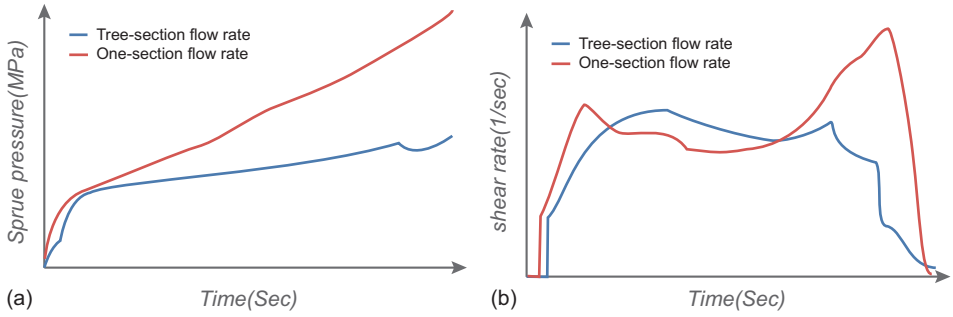 Sprue pressure(MPa)
Tree-section flow rate
One-section flow rate
Time(Sec)
(a)
shear rate(1/sec)
Tree-section flow rate
One-section flow rate
Time(Sec)
(b)